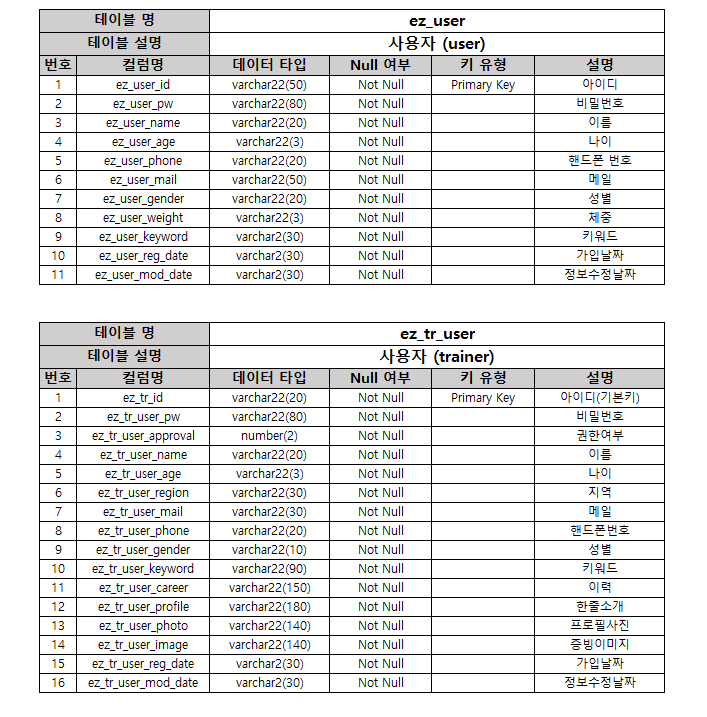 테이블 명 ez_user
테이블 설명 사용자 (user)
번호 컬럼명 데이터 타입 Null 여부 키 유형 설명
1 ez_user_id varchar22(50) Not Null Primary Key 아이디
2 ez_user_pw varchar22(80) Not Null 비밀번호
3 ez_user_name varchar22(20) Not Null 이름
4 ez_user_age varchar22(3) Not Null 나이
5 ez_user_phone varchar22(20) Not Null 핸드폰 번호
6 ez_user_mail varchar22(50) Not Null 메일
7 ez_user_gender varchar22(20) Not Null 성별
8 ez_user_weight varchar22(3) Not Null 체중
9 ez_user_keyword varchar2(30) Not Null 키워드
10 ez_user_reg_date varchar2(30) Not Null 가입날짜
11 ez_user_mod_date varchar2(30) Not Null 정보수정날짜
테이블 명 ez_tr_user
테이블 설명 사용자 (trainer)
번호 컬럼명 데이터 타입 Null 여부 키 유형 설명
1 ez_tr_id varchar22(20) Not Null Primary Key 아이디(기본키)
2 ez_tr_user_pw varchar22(80) Not Null 비밀번호
3 ez_tr_user_approval number(2) Not Null 권한여부
4 ez_tr_user_name varchar22(20) Not Null 이름
5 ez_tr_user_age varchar22(3) Not Null 나이
6 ez_tr_user_region varchar22(30) Not Null 지역
7 ez_tr_user_mail varchar22(30) Not Null 메일
8 ez_tr_user_phone varchar22(20) Not Null 핸드폰번호
9 ez_tr_user_gender varchar22(10) Not Null 성별
10 ez_tr_user_keyword varchar22(90) Not Null 키워드
11 ez_tr_user_career varchar22(150) Not Null 이력
12 ez_tr_user_profile varchar22(180) Not Null 한줄소개
13 ez_tr_user_photo varchar22(140) Not Null 프로필사진
14 ez_tr_user_image varchar22(140) Not Null 증빙이미지
15 ez_tr_user_reg_date varchar2(30) Not Null 가입날짜
16 ez_tr_user_mod_date varchar2(30) Not Null 정보수정날짜